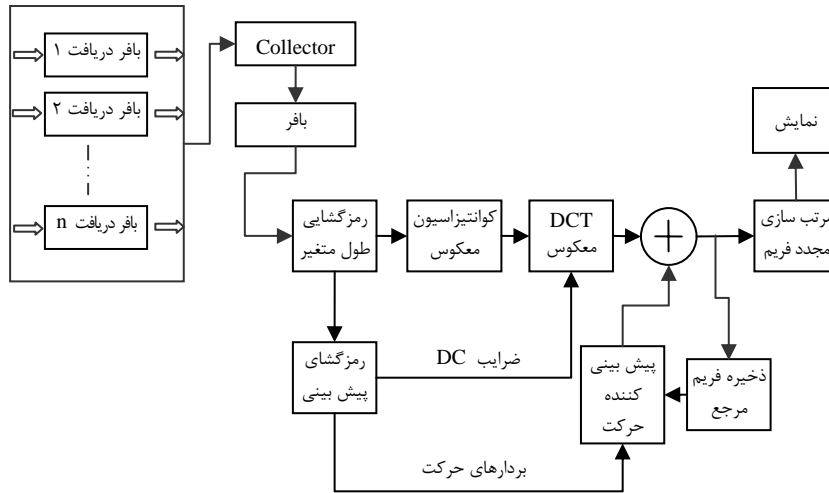 بافر دریافت ۱
بافر دریافت ۲
بافر دریافت n
Collector
بافر
نمایش
رمزگشایی
طول متغیر
کوانتیزاسیون
معکوس
DCT
معکوس
+
مرتب سازی
مجدد فریم
رمزگشای
پیش بینی
ضرایب DC
پیش بینی
کننده
حرکت
ذخیره فریم
مرجع
بردارهای حرکت